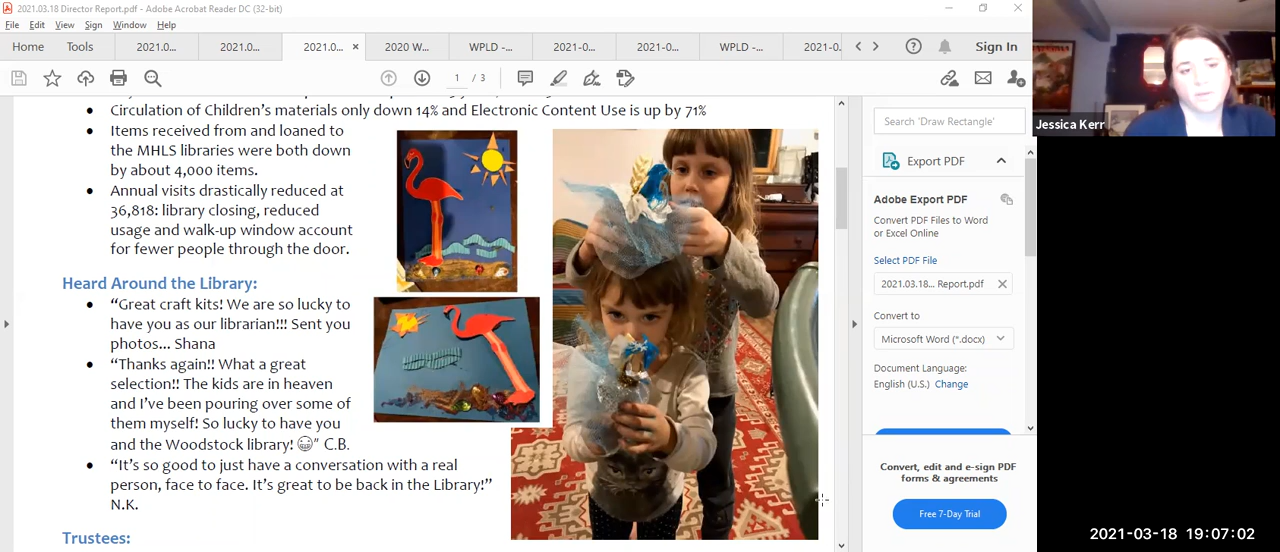 2021.03.18 Director Report.pdf - Adobe Acrobat Reader DC (32-bit)
File Edit View Sign Window Help
Home Tools 2021.0... 2021.0... 2021.0... × 2020 W... WPLD -... 2021-0... 2021-0... WPLD -... 2021-0. Sign In
1 / 3
Circulation of Children's materials only down 14% and Electronic Content Use is up by 71%
• Items received from and loaned to
the MHLS libraries were both down
by about 4,000 items.
• Annual visits drastically reduced at
36,818: library closing, reduced
usage and walk-up window account
for fewer people through the door.
Heard Around the Library:
• “Great craft kits! We are so lucky to
have you as our librarian!!! Sent you
photos... Shana
• “Thanks again!! What a great
selection!! The kids are in heaven
and I’ve been pouring over some of
them myself! So lucky to have you
and the Woodstock library! 😁” C.B.
• “It’s so good to just have a conversation with a real
person, face to face. It’s great to be back in the Library!”
N.K.
Trustees:
Search 'Draw Rectangle'
Export PDF
Adobe Export PDF
Convert PDF Files to Word
or Excel Online
Select PDF File
2021.03.18... Report.pdf
Convert to
Microsoft Word (*.docx)
Document Language:
English (U.S.) Change
Convert, edit and e-sign PDF
forms & agreements
Free 7-Day Trial
Jessica Kerr
2021-03-18 19:07:02